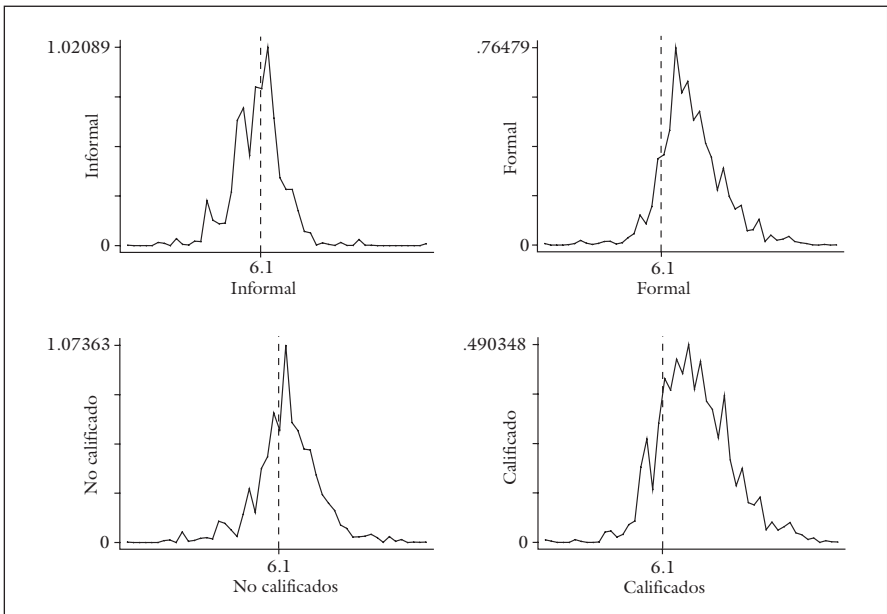 1.02089
Informal
0
6.1
Informal
.76479
Formal
0
6.1
Formal
1.07363
No calificado
0
6.1
No calificados
.490348
Calificado
0
6.1
Calificados